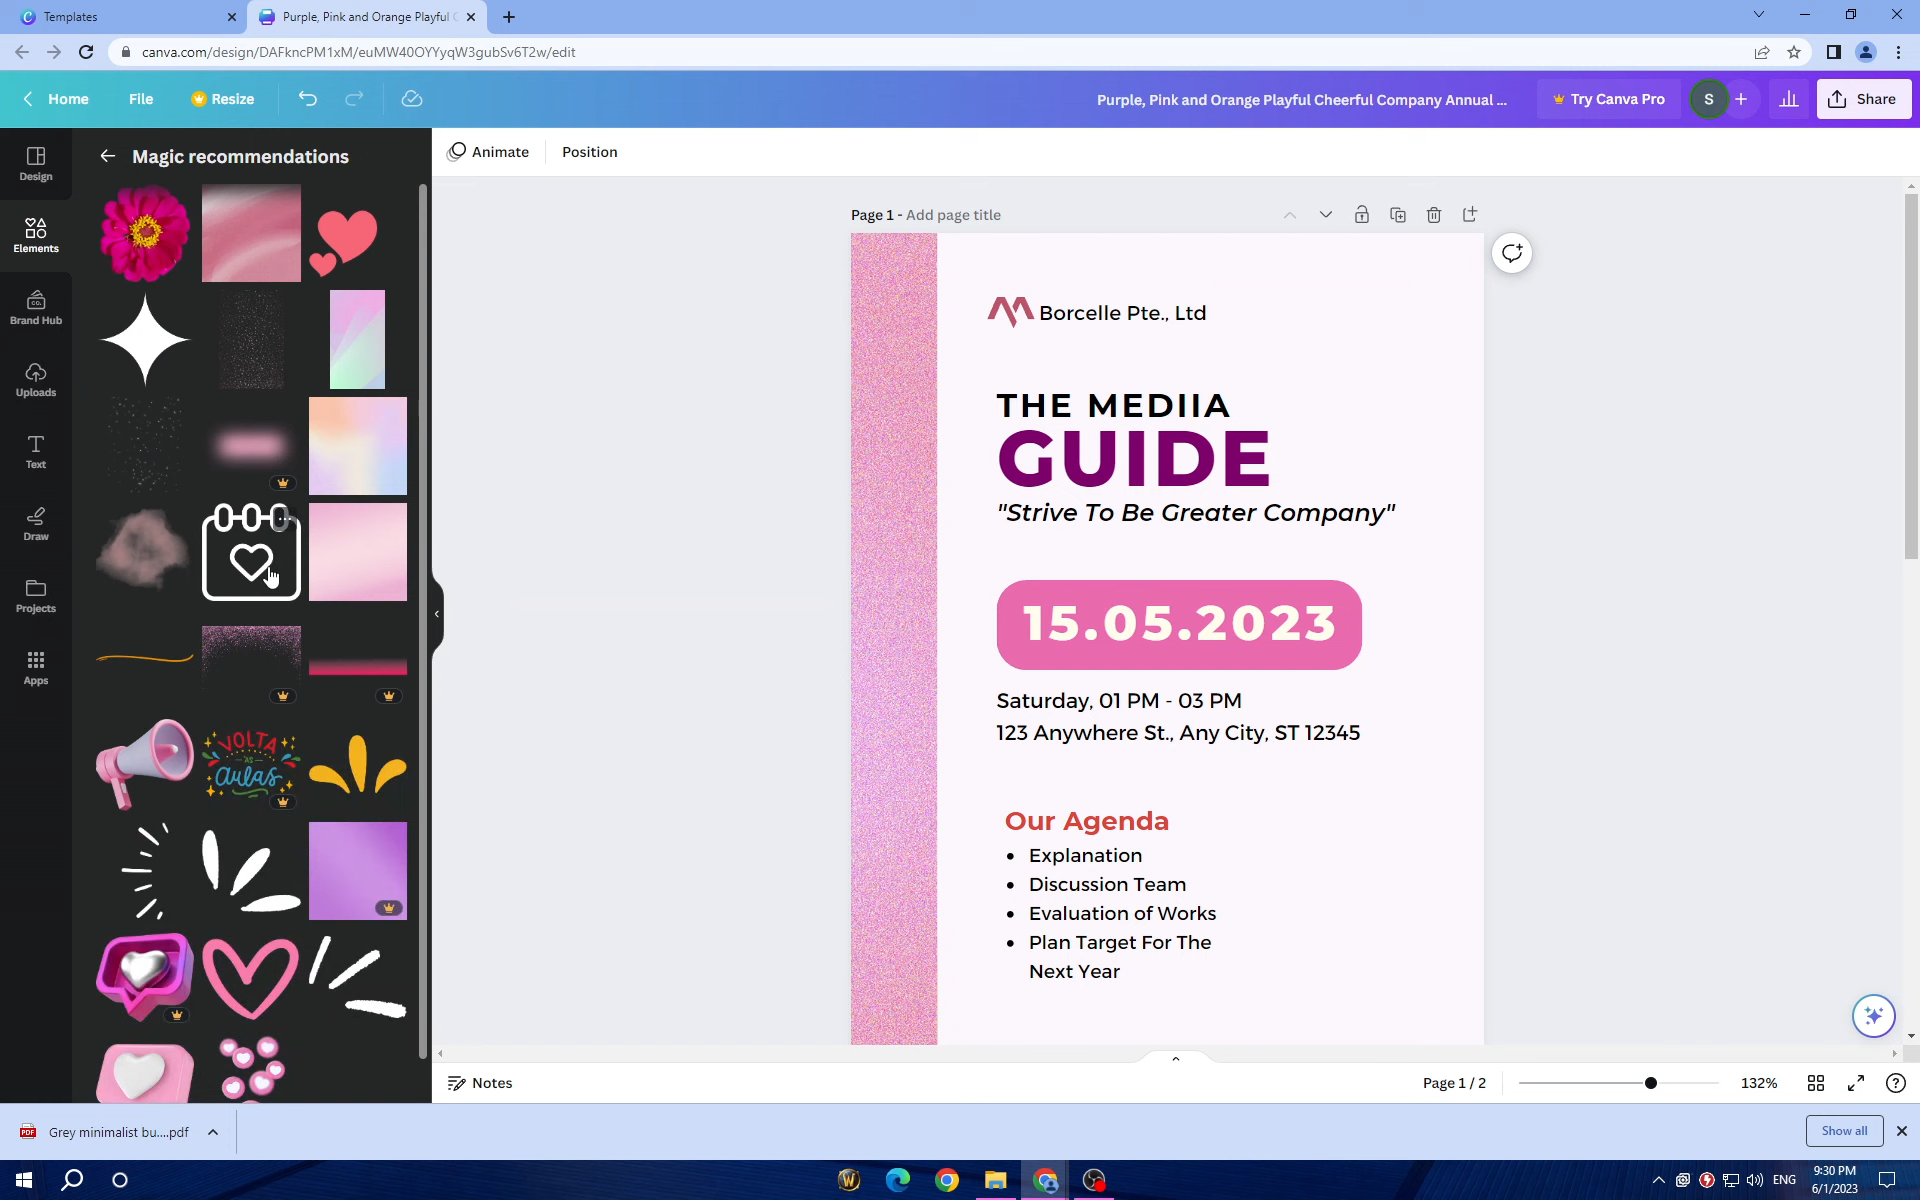 Templates
Purple, Pink and Orange Playful C
canva.com/design/DAFkncPM1xM/euMW40OYYyqW3gubSv6T2w/edit
Home
File
Resize
Purple, Pink and Orange Playful Cheerful Company Annual ...
Try Canva Pro
S
Share
Design
Elements
Brand Hub
Uploads
Text
Draw
Projects
Apps
Magic recommendations
VOLTA
ÀS
aulas
Animate
Position
Page 1 - Add page title
Borcelle Pte., Ltd
THE MEDIIA
GUIDE
"Strive To Be Greater Company"
15.05.2023
Saturday, 01 PM - 03 PM
123 Anywhere St., Any City, ST 12345
Our Agenda
• Explanation
• Discussion Team
• Evaluation of Works
• Plan Target For The
Next Year
Notes
Page 1 / 2
132%
PDF
Grey minimalist bu....pdf
Show all
ENG
9:30 PM
6/1/2023